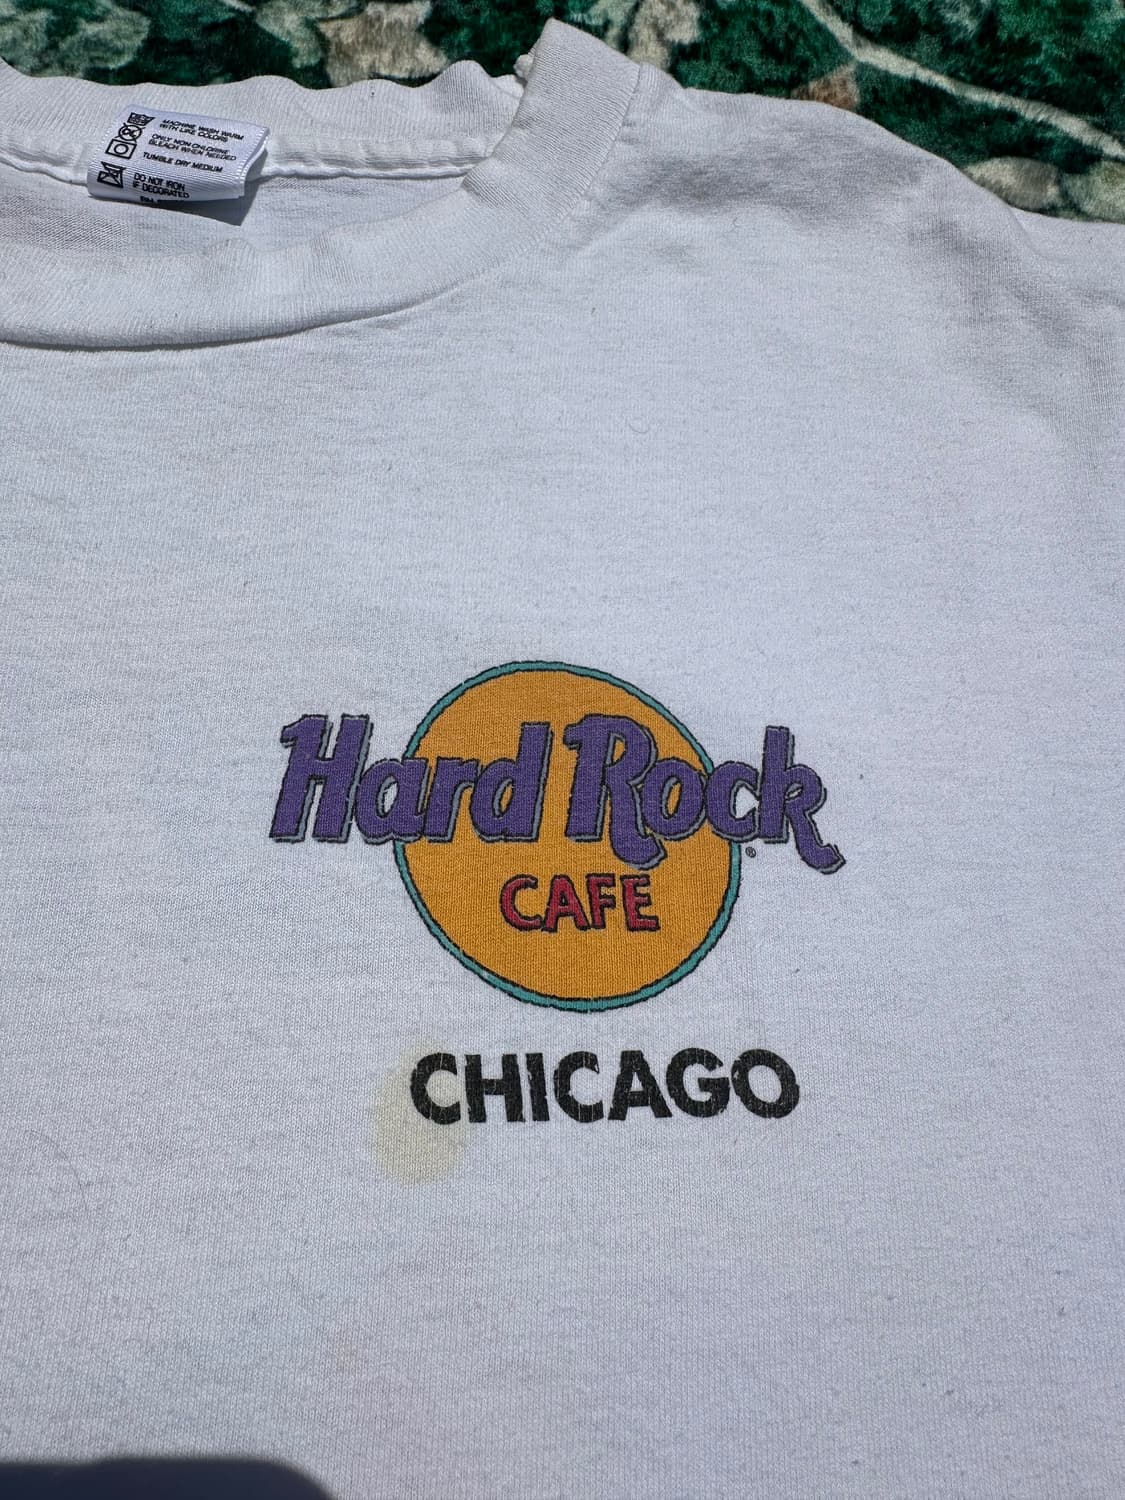 MACHINE WASH WARM
WITH LIKE COLORS
ONLY NON-CHLORINE
BLEACH WHEN NEEDED
TUMBLE DRY MEDIUM
DO NOT IRON
IF DECORATED
Hard Rock
CAFE
®
CHICAGO